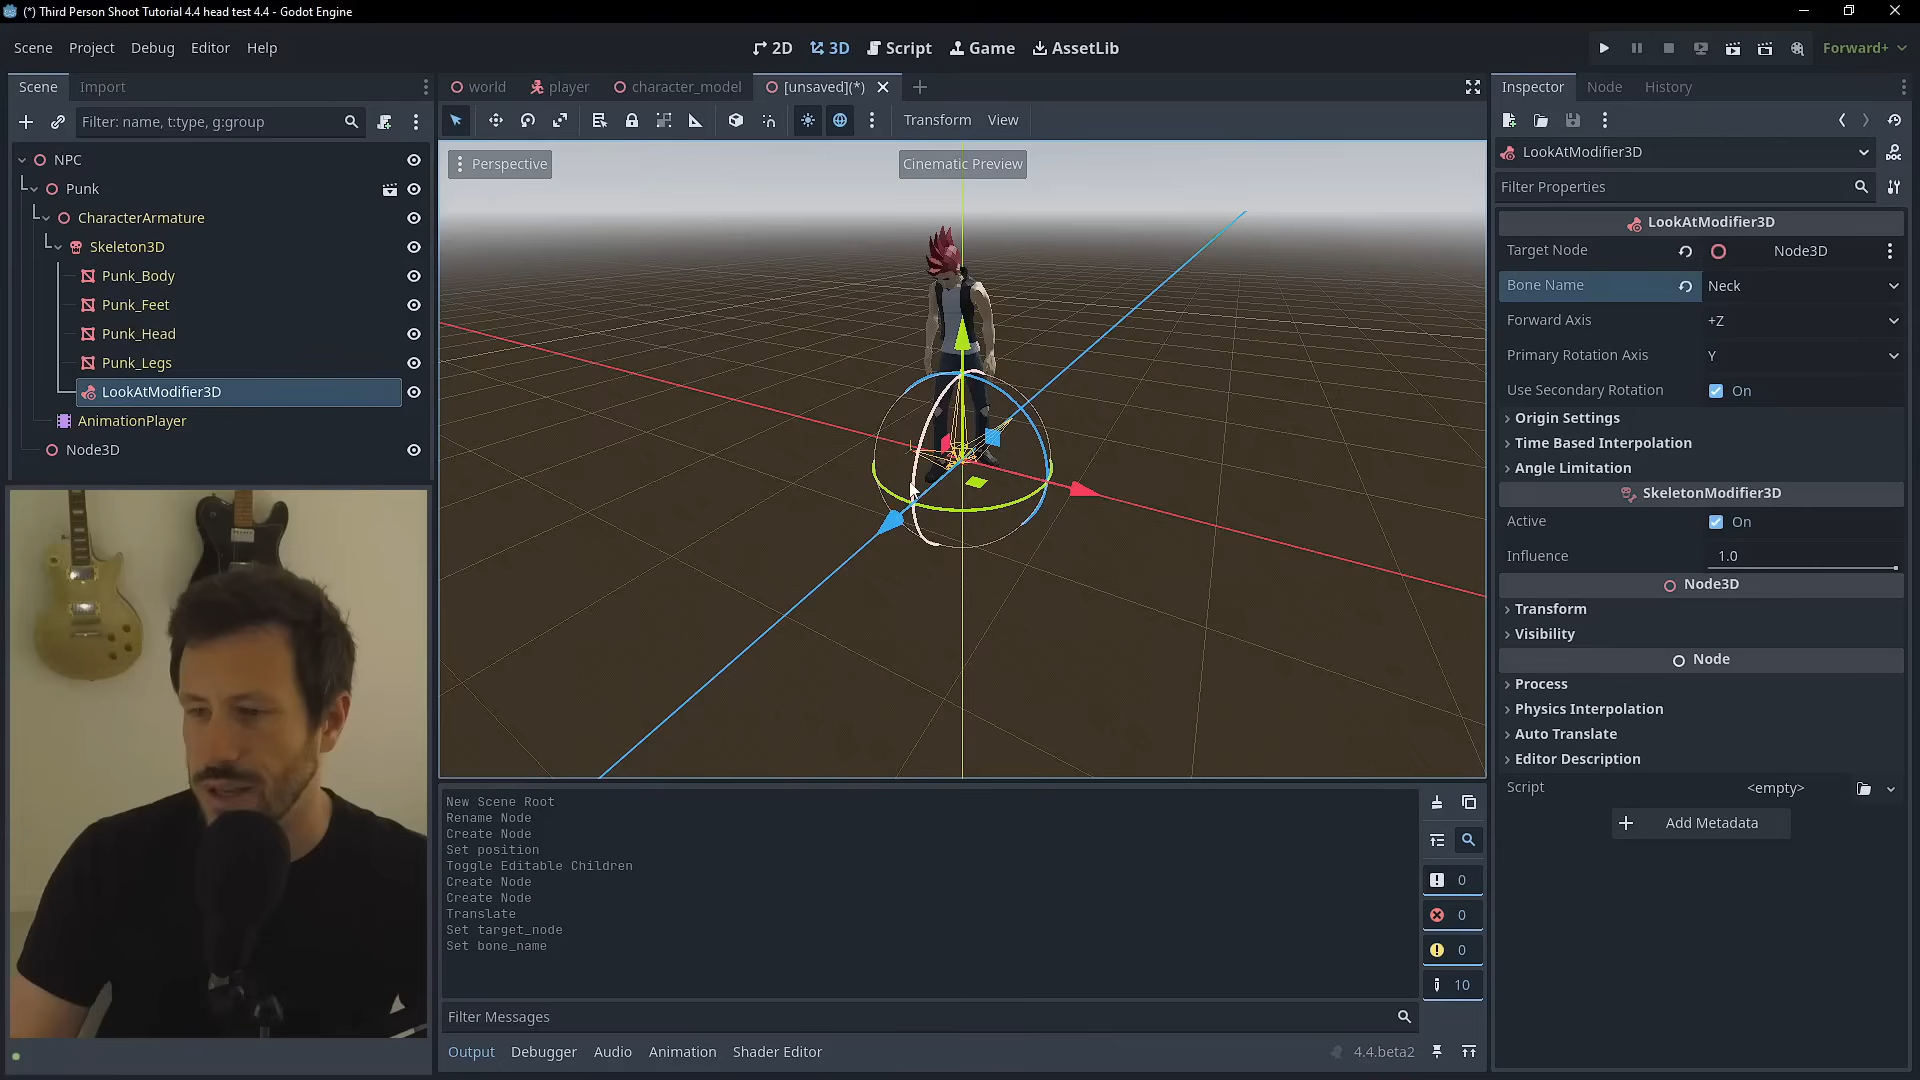 (*) Third Person Shoot Tutorial 4.4 head test 4.4 - Godot Engine
Scene Project Debug Editor Help
2D 3D Script Game AssetLib
Forward+
Scene Import
world player character_model [unsaved](*)
Inspector Node History
Filter: name, t:type, g:group
Transform View
LookAtModifier3D
Filter Properties
NPC
Punk
CharacterArmature
Skeleton3D
Punk_Body
Punk_Feet
Punk_Head
Punk_Legs
LookAtModifier3D
AnimationPlayer
Node3D
Perspective
Cinematic Preview
LookAtModifier3D
Target Node Node3D
Bone Name Neck
Forward Axis +Z
Primary Rotation Axis Y
Use Secondary Rotation On
Origin Settings
Time Based Interpolation
Angle Limitation
SkeletonModifier3D
Active On
Influence 1.0
Node3D
Transform
Visibility
Node
Process
Physics Interpolation
Auto Translate
Editor Description
Script <empty>
Add Metadata
New Scene Root
Rename Node
Create Node
Set position
Toggle Editable Children
Create Node
Create Node
Translate
Set target_node
Set bone_name
0
0
0
10
Filter Messages
Output Debugger Audio Animation Shader Editor
4.4.beta2